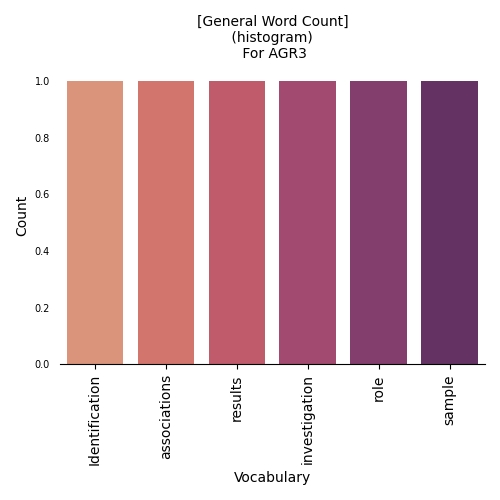 [General Word Count]
(histogram)
For AGR3
1.0
0.8
0.6
0.4
0.2
0.0
Count
Identification
associations
results
investigation
role
sample
Vocabulary